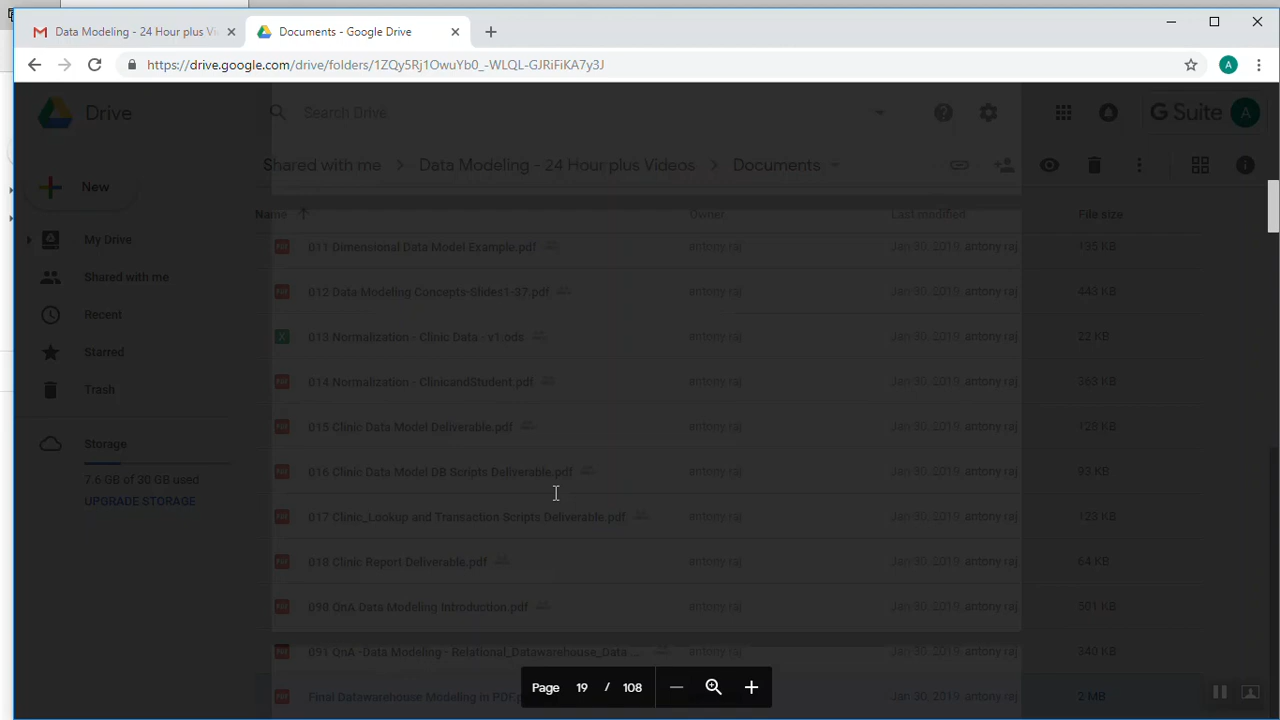 Data Modeling - 24 Hour plus Vi
Documents - Google Drive
https://drive.google.com/drive/folders/1ZQy5Rj1OwuYb0_-WLQL-GJRiFiKA7y3J
A
Drive
Search Drive
G Suite
A
Shared with me > Data Modeling - 24 Hour plus Videos > Documents
New
Name
Owner
Last modified
File size
My Drive
Shared with me
Recent
Starred
Trash
Storage
7.6 GB of 30 GB used
UPGRADE STORAGE
011 Dimensional Data Model Example.pdf antony raj Jan 30, 2019 antony raj 135 KB
012 Data Modeling Concepts-Slides1-37.pdf antony raj Jan 30, 2019 antony raj 443 KB
013 Normalization - Clinic Data - v1.ods antony raj Jan 30, 2019 antony raj 22 KB
014 Normalization - ClinicandStudent.pdf antony raj Jan 30, 2019 antony raj 363 KB
015 Clinic Data Model Deliverable.pdf antony raj Jan 30, 2019 antony raj 128 KB
016 Clinic Data Model DB Scripts Deliverable.pdf antony raj Jan 30, 2019 antony raj 93 KB
017 Clinic_Lookup and Transaction Scripts Deliverable.pdf antony raj Jan 30, 2019 antony raj 123 KB
018 Clinic Report Deliverable.pdf antony raj Jan 30, 2019 antony raj 64 KB
090 QnA Data Modeling Introduction.pdf antony raj Jan 30, 2019 antony raj 501 KB
091 QnA -Data Modeling - Relational_Datawarehouse_Data ... antony raj Jan 30, 2019 antony raj 340 KB
Final Datawarehouse Modeling in PDF.p antony raj Jan 30, 2019 antony raj 2 MB
Page 19 / 108